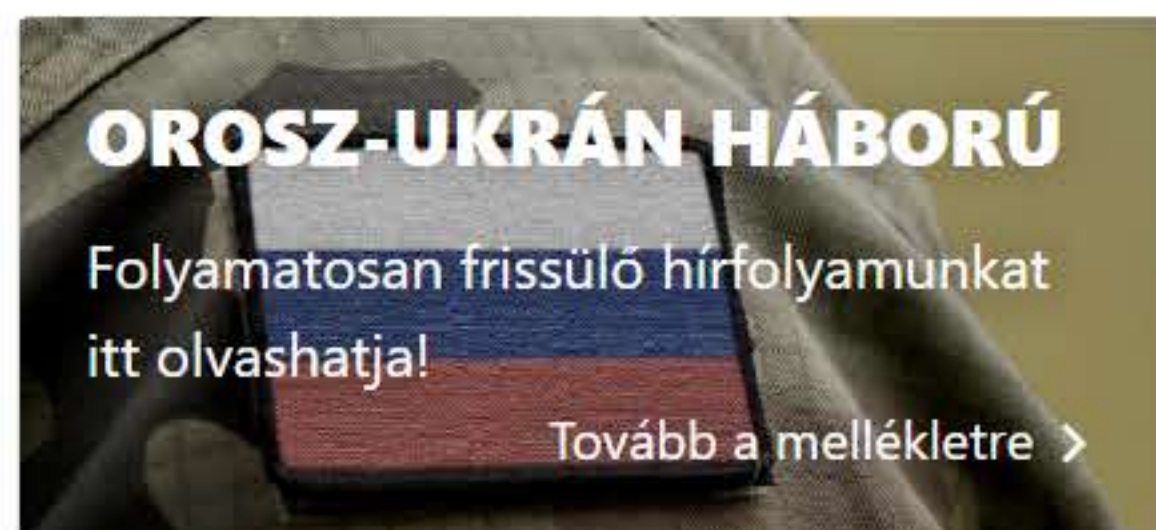 OROSZ-UKRÁN HÁBORÚ
Folyamatosan frissülő hírfolyamunkat
itt olvashatja!
Tovább a mellékletre >